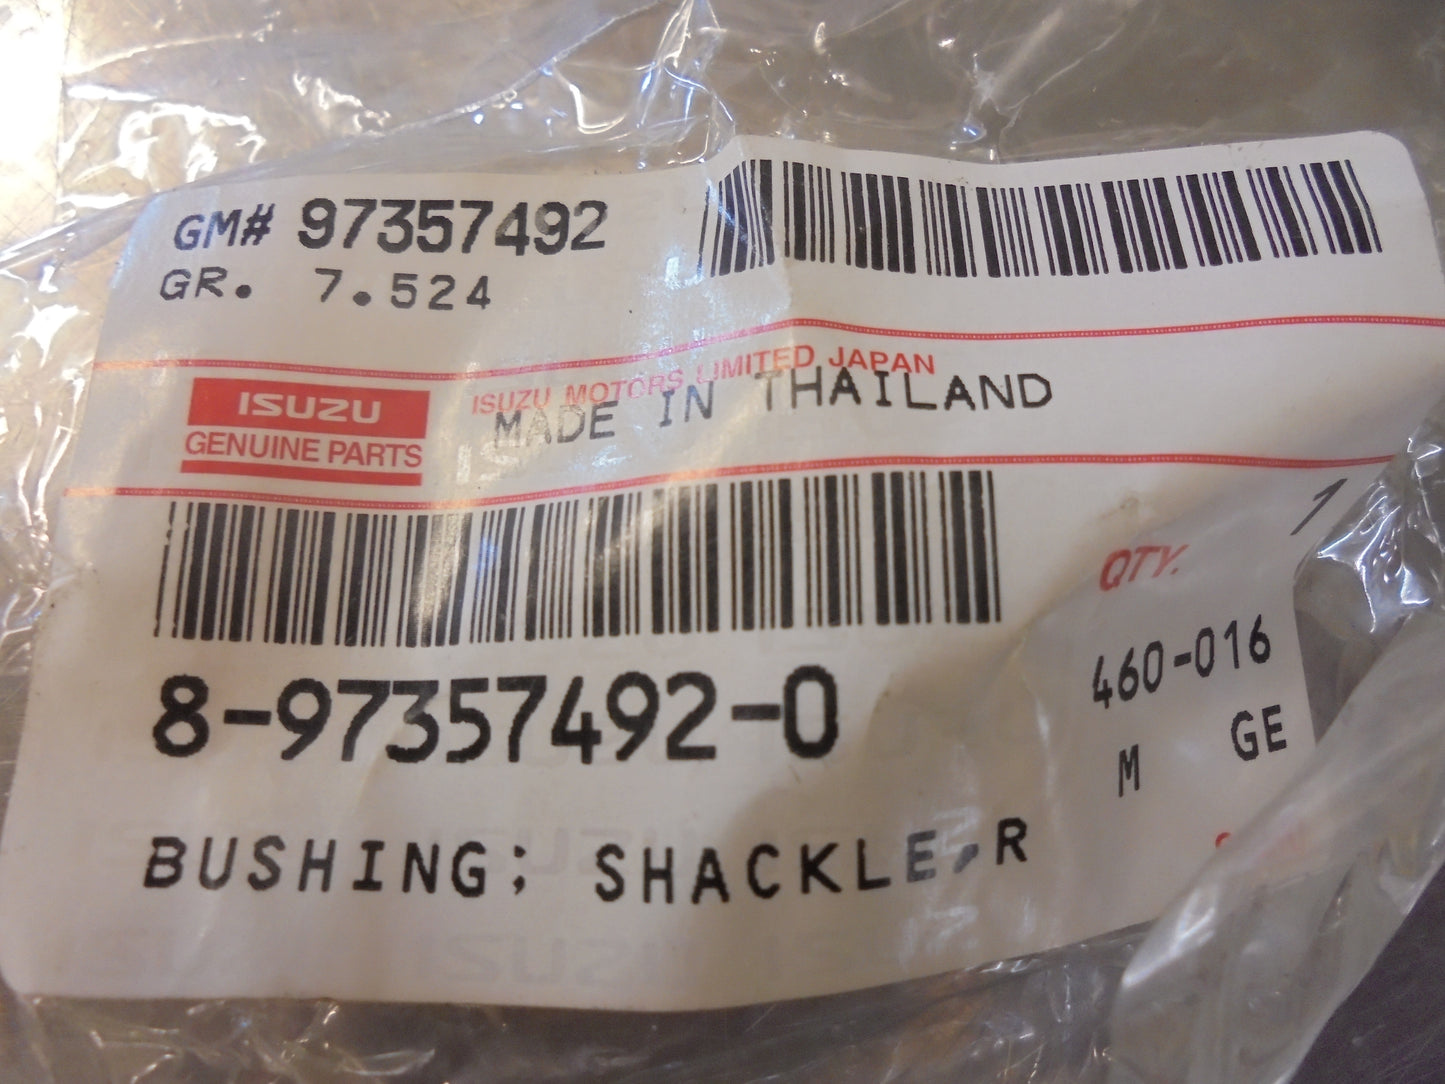 GM# 97357492
GR. 7.524
ISUZU
GENUINE PARTS
ISUZU MOTORS LIMITED JAPAN
MADE IN THAILAND
QTY. 1
8-97357492-0
460-016
M GE
BUSHING; SHACKLE,R